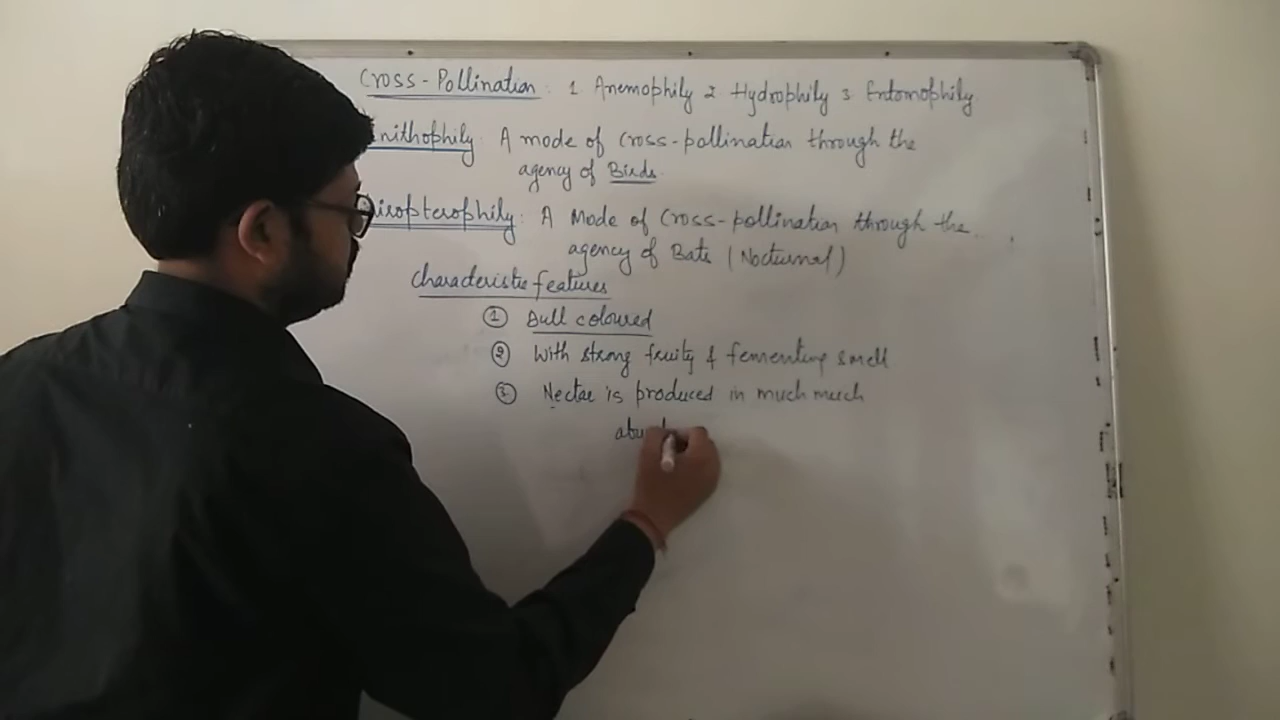 Cross-Pollination: 1 Anemophily 2 Hydrophily 3 Entomophily
nithophily: A mode of cross-pollination through the
agency of Birds.
iropterophily: A Mode of Cross-pollination through the
agency of Bats (Nocturnal)
Characteristic features
① Dull coloured
② With strong fruity & fermenting smell
③ Nectar is produced in much much